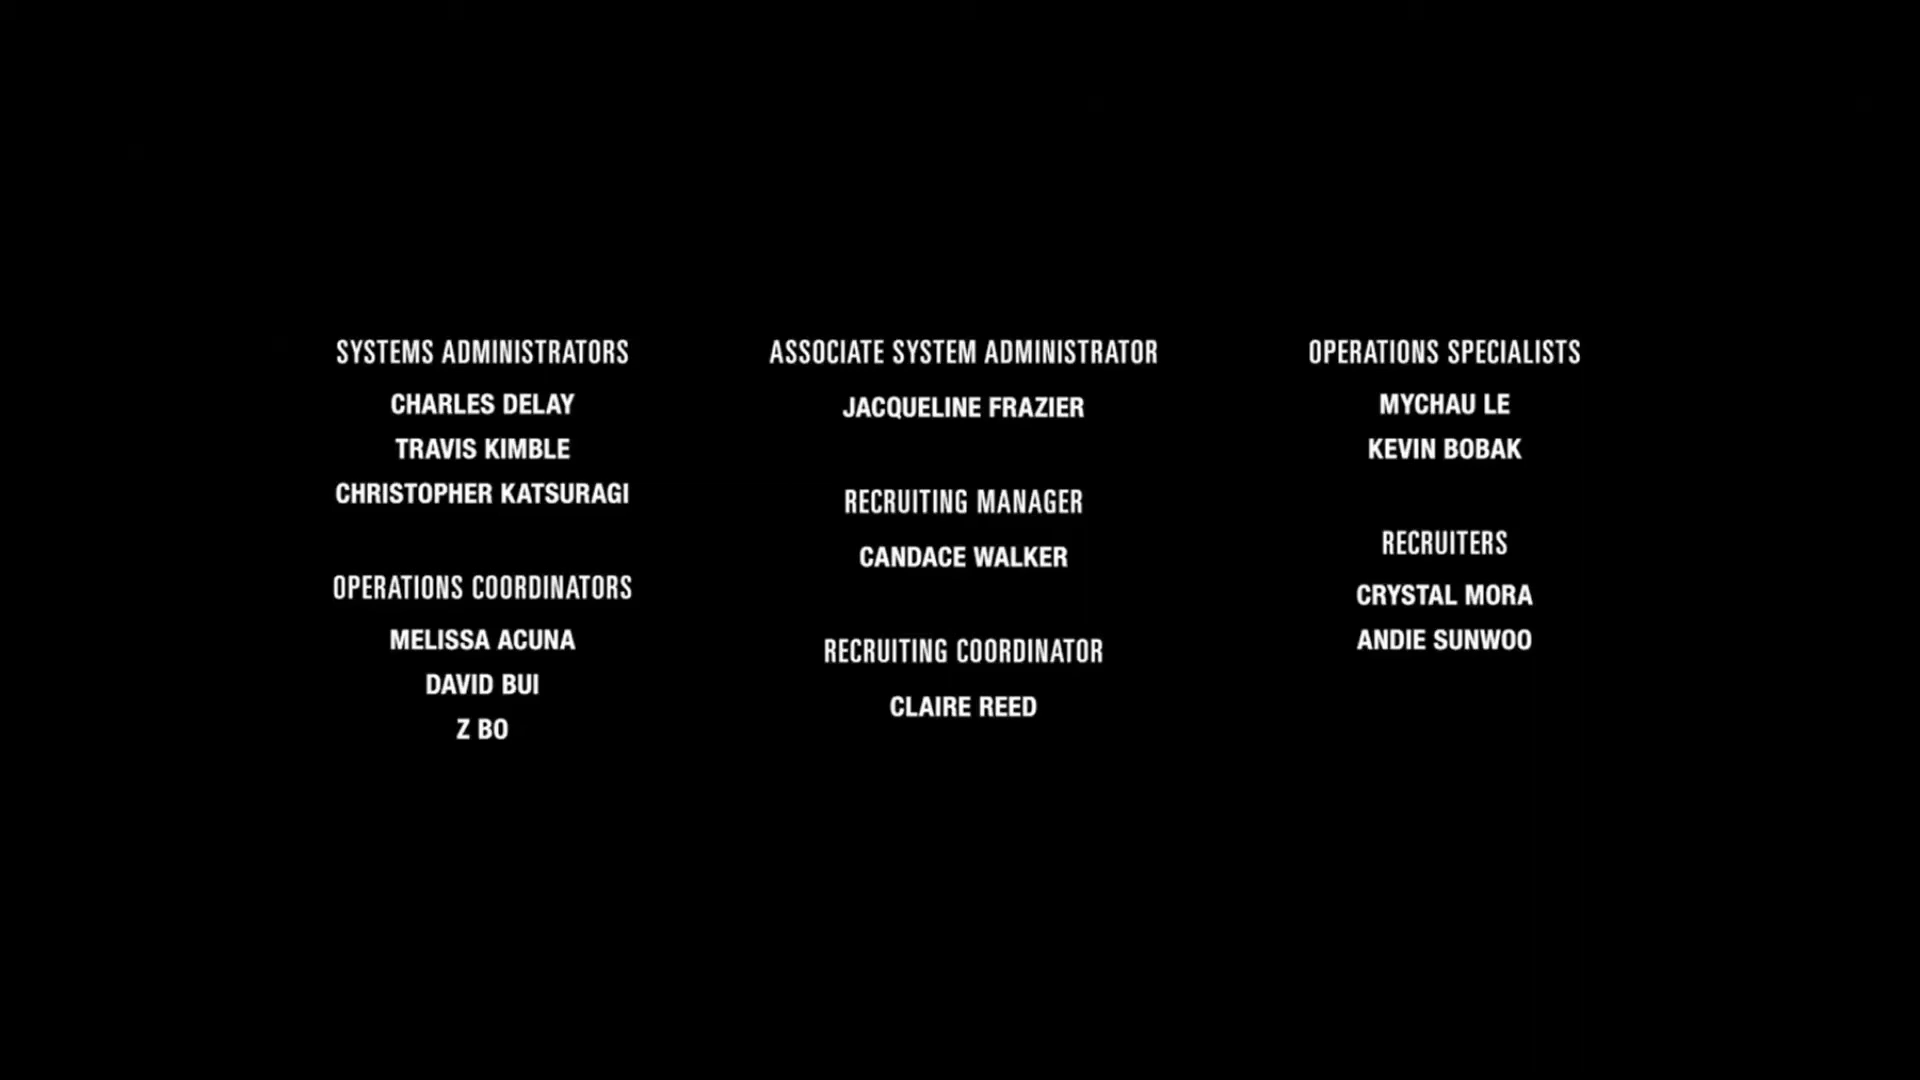 SYSTEMS ADMINISTRATORS
CHARLES DELAY
TRAVIS KIMBLE
CHRISTOPHER KATSURAGI
OPERATIONS COORDINATORS
MELISSA ACUNA
DAVID BUI
Z BO
ASSOCIATE SYSTEM ADMINISTRATOR
JACQUELINE FRAZIER
RECRUITING MANAGER
CANDACE WALKER
RECRUITING COORDINATOR
CLAIRE REED
OPERATIONS SPECIALISTS
MYCHAU LE
KEVIN BOBAK
RECRUITERS
CRYSTAL MORA
ANDIE SUNWOO